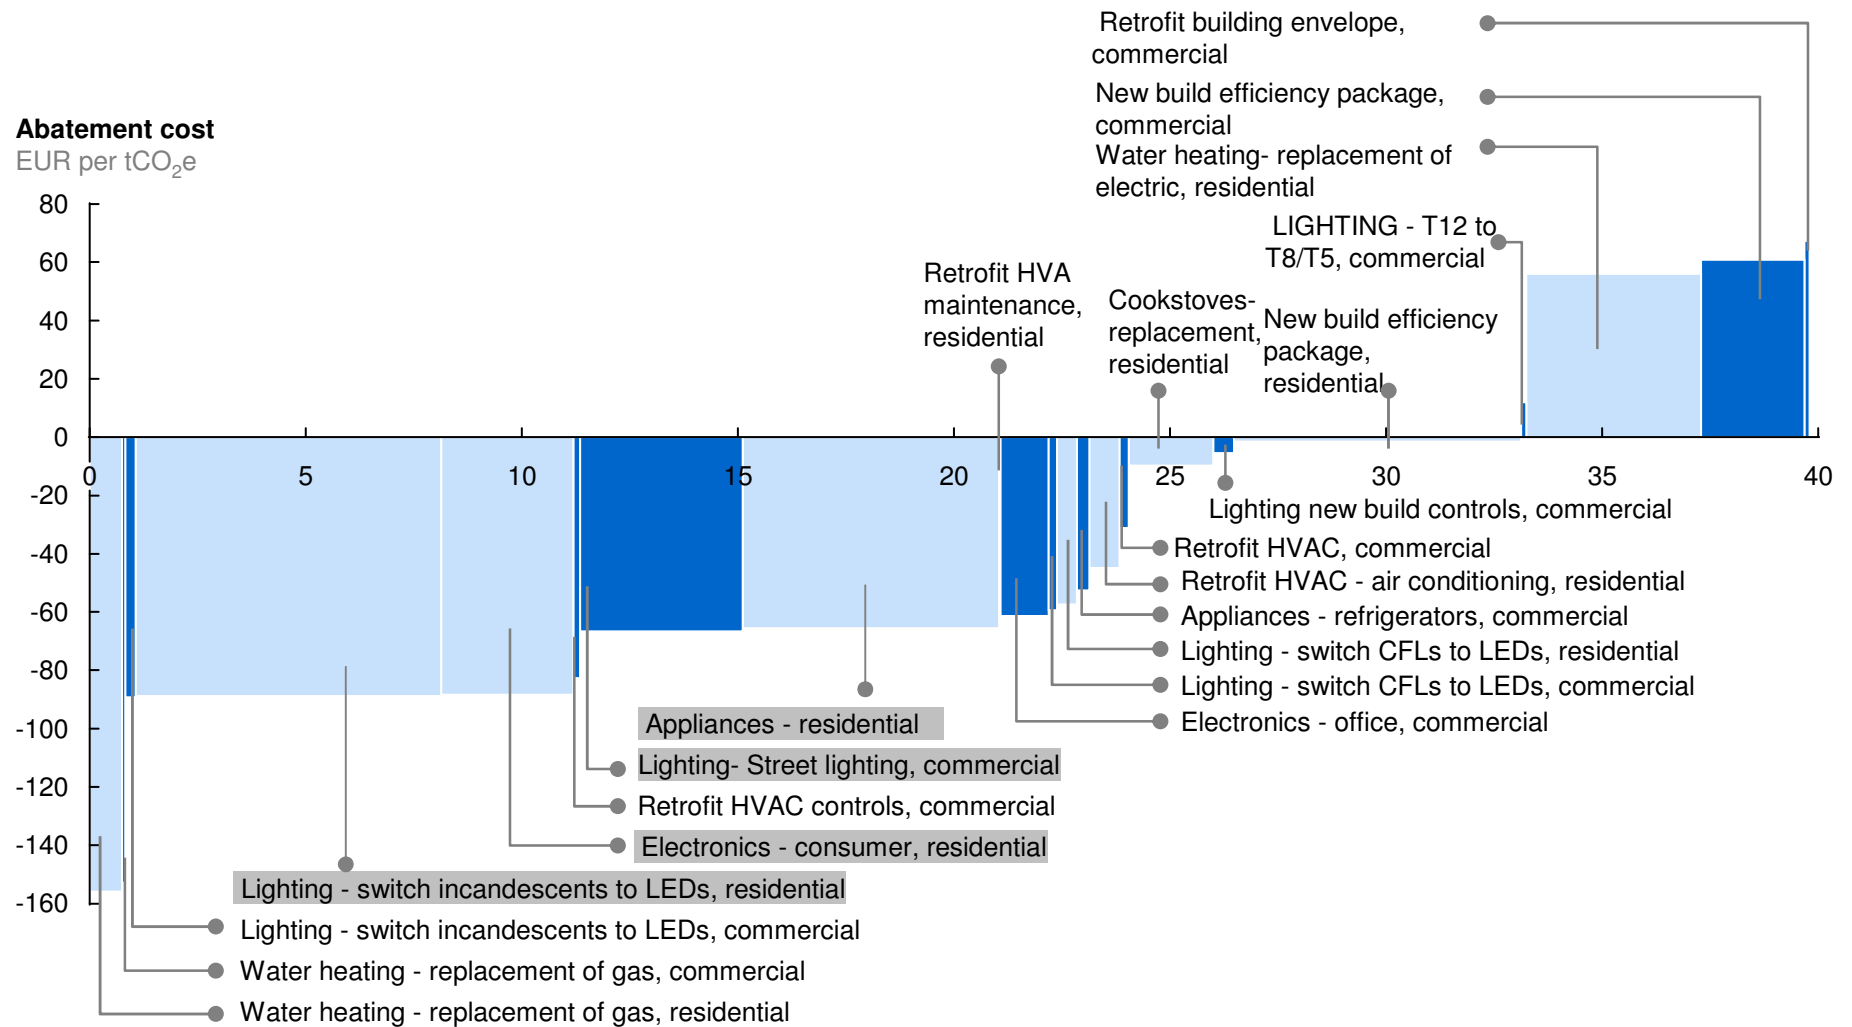 Retrofit building envelope,
commercial
New build efficiency package,
commercial
Water heating- replacement of
electric, residential
Abatement cost
EUR per tCO₂e
LIGHTING - T12 to
T8/T5, commercial
Retrofit HVA
maintenance,
residential
Cookstoves-
replacement,
residential
New build efficiency
package,
residential
80
60
40
20
0
-20
-40
-60
-80
-100
-120
-140
-160
0
5
10
15
20
25
30
35
40
Lighting new build controls, commercial
Retrofit HVAC, commercial
Retrofit HVAC - air conditioning, residential
Appliances - refrigerators, commercial
Lighting - switch CFLs to LEDs, residential
Lighting - switch CFLs to LEDs, commercial
Electronics - office, commercial
Appliances - residential
Lighting- Street lighting, commercial
Retrofit HVAC controls, commercial
Electronics - consumer, residential
Lighting - switch incandescents to LEDs, residential
Lighting - switch incandescents to LEDs, commercial
Water heating - replacement of gas, commercial
Water heating - replacement of gas, residential